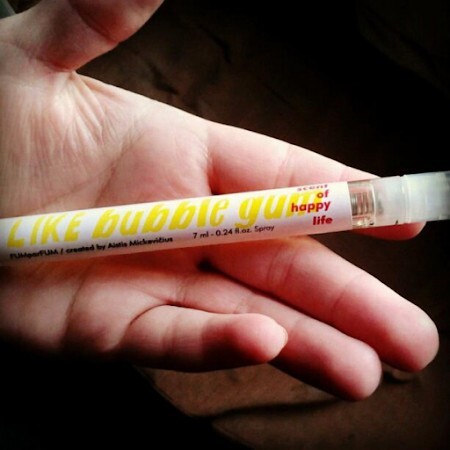 LIKE bubble gum
scent
of
happy
life
FUMparFUM / created by Aistis Mickevičius
7 ml - 0.24 fl.oz. Spray